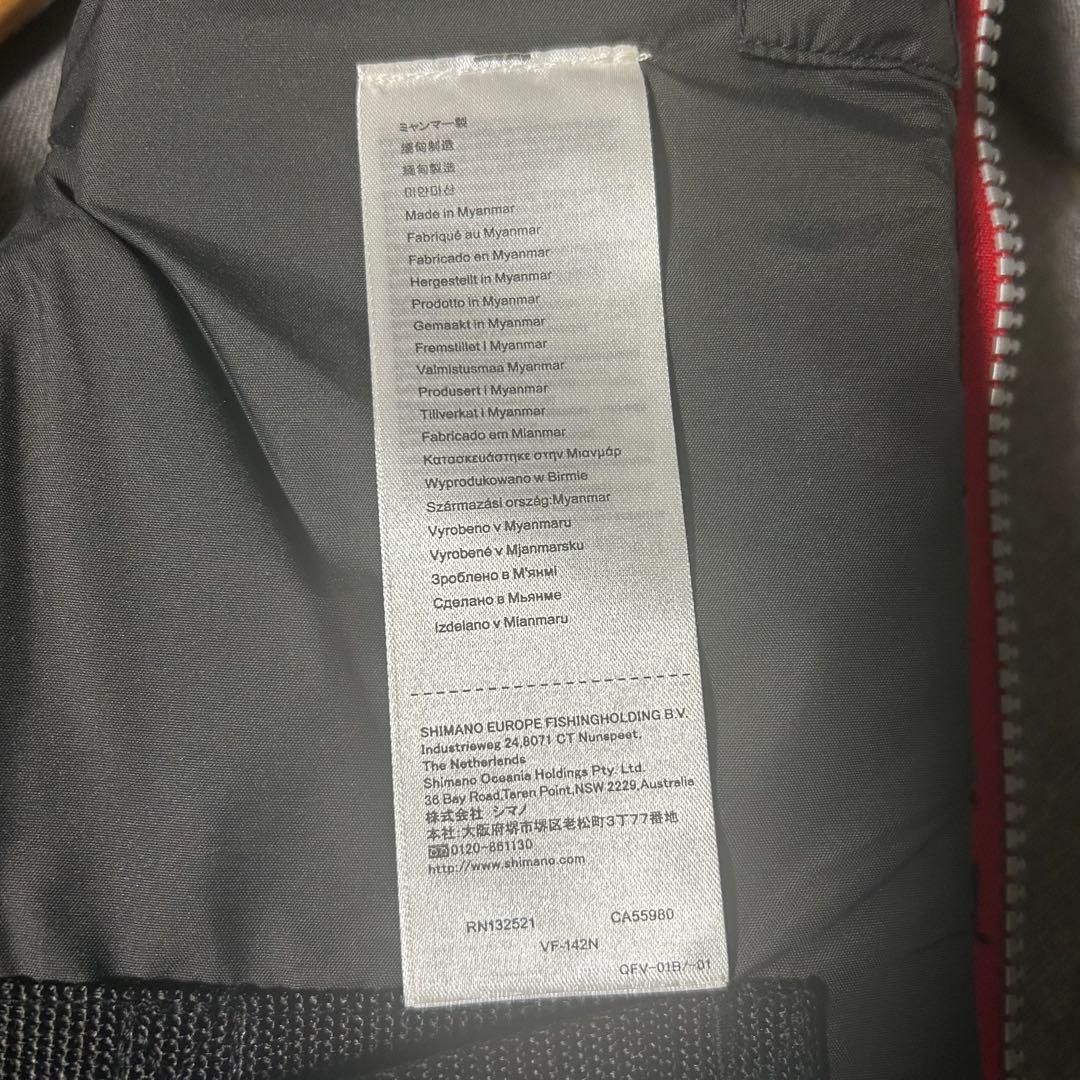 ミャンマー製
缅甸制造
緬甸製造
미얀마산
Made in Myanmar
Fabriqué au Myanmar
Fabricado en Myanmar
Hergestellt in Myanmar
Prodotto in Myanmar
Gemaakt in Myanmar
Fremstillet i Myanmar
Valmistusmaa Myanmar
Produsert i Myanmar
Tillverkat i Myanmar
Fabricado em Mianmar
Κατασκευάστηκε στην Μιανμάρ
Wyprodukowano w Birmie
Származási ország:Myanmar
Vyrobeno v Myanmaru
Vyrobené v Mjanmarsku
Зроблено в М'янмі
Сделано в Мьянме
Izdelano v Mianmaru
SHIMANO EUROPE FISHINGHOLDING B.V.
Industrieweg 24,8071 CT Nunspeet,
The Netherlands
Shimano Oceania Holdings Pty. Ltd.
36 Bay Road,Taren Point,NSW 2229,Australia
株式会社 シマノ
本社:大阪府堺市堺区老松町3丁77番地
0120-861130
http://www.shimano.com
RN132521 CA55980
VF-142N
QFV-01B/-01